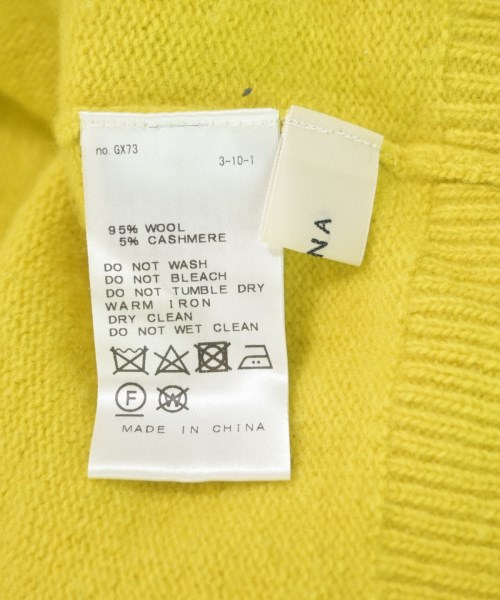 no. GX73
3-10-1
95% WOOL
5% CASHMERE
DO NOT WASH
DO NOT BLEACH
DO NOT TUMBLE DRY
WARM IRON
DRY CLEAN
DO NOT WET CLEAN
F W
MADE IN CHINA
NA